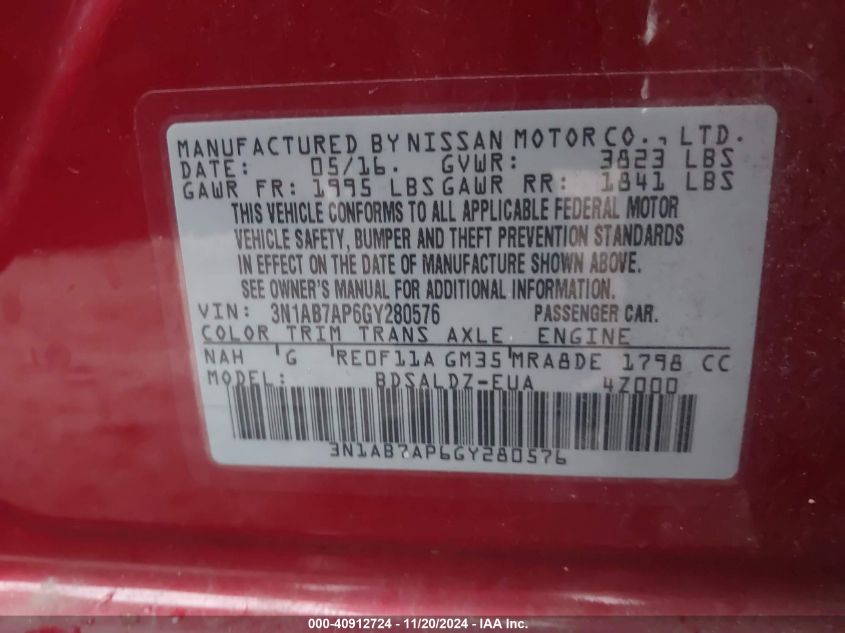 MANUFACTURED BY NISSAN MOTOR CO., LTD.
DATE: 05/16. GVWR: 3823 LBS
GAWR FR: 1995 LBS GAWR RR: 1841 LBS
THIS VEHICLE CONFORMS TO ALL APPLICABLE FEDERAL MOTOR
VEHICLE SAFETY, BUMPER AND THEFT PREVENTION STANDARDS
IN EFFECT ON THE DATE OF MANUFACTURE SHOWN ABOVE.
SEE OWNER'S MANUAL FOR ADDITIONAL INFORMATION.
VIN: 3N1AB7AP6GY280576 PASSENGER CAR.
COLOR TRIM TRANS AXLE ENGINE
NAH G RE0F11A GM35 MRA8DE 1798 CC
MODEL: BDSALDZ-EUA 4Z000
3N1AB7AP6GY280576
000-40912724 - 11/20/2024 - IAA Inc.